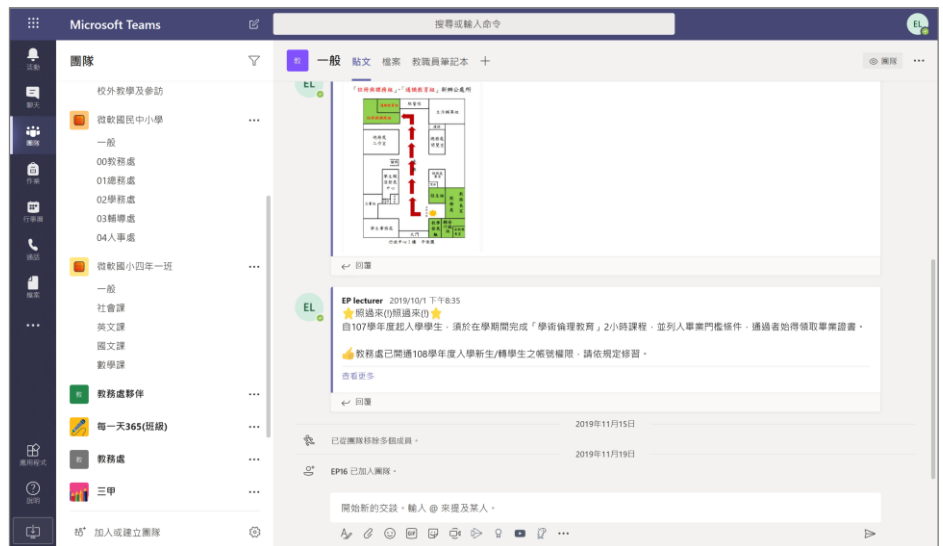 Microsoft Teams
搜尋或輸入命令
EL
活動
聊天
團隊
作業
行事曆
通話
檔案
應用程式
說明
團隊
校外教學及參訪
微軟國民中小學
一般
00教務處
01總務處
02學務處
03輔導處
04人事處
微軟國小四年一班
一般
社會課
英文課
國文課
數學課
教 教務處夥伴
每一天365(班級)
教 教務處
三甲
加入或建立團隊
教 一般 貼文 檔案 教職員筆記本
團隊
EL
回覆
EL
EP lecturer 2019/10/1 下午8:35
照過來(!)照過來(!)
自107學年度起入學學生，須於在學期間完成「學術倫理教育」2小時課程，並列入畢業門檻條件，通過者始得領取畢業證書。
教務處已開通108學年度入學新生/轉學生之帳號權限，請依規定修習。
查看更多
回覆
2019年11月15日
已從團隊移除多個成員。
2019年11月19日
EP16 已加入團隊。
開始新的交談。輸入 @ 來提及某人。
GIF